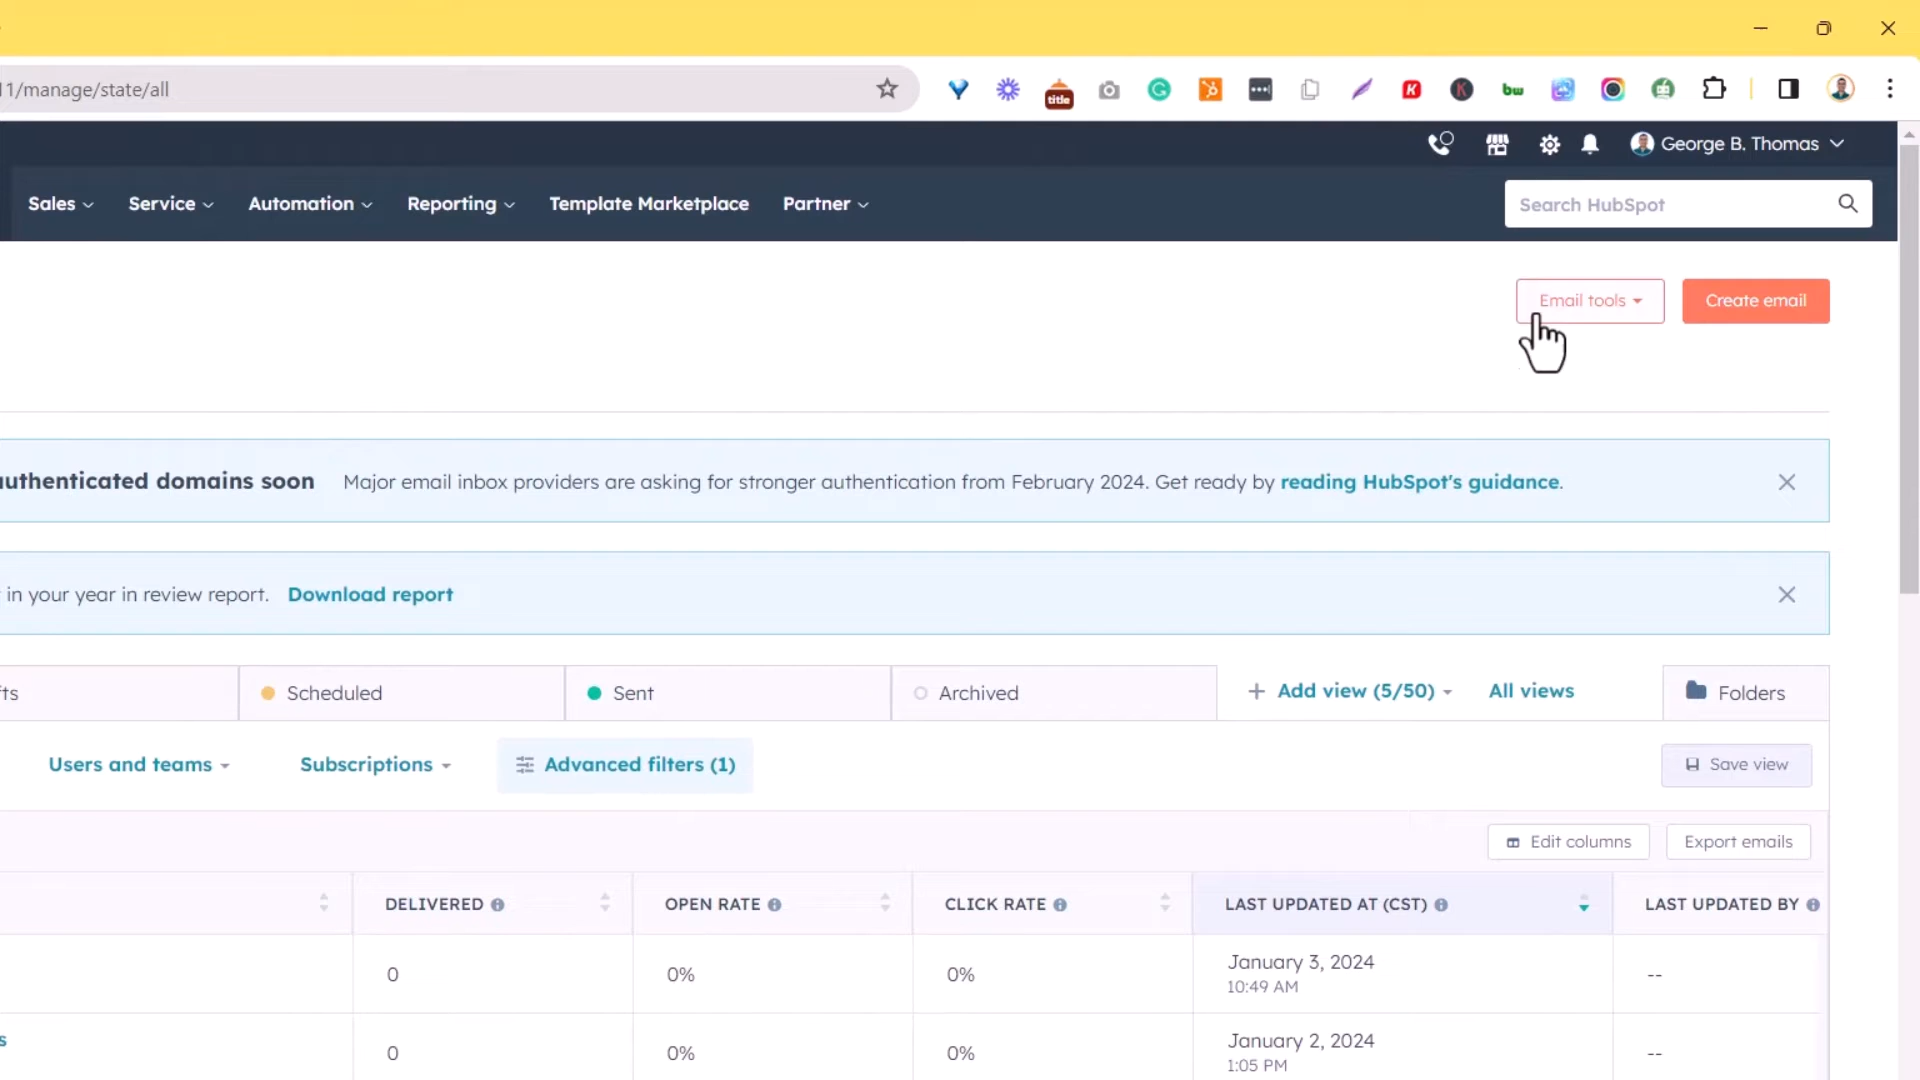 11/manage/state/all
title
bw
George B. Thomas
Sales
Service
Automation
Reporting
Template Marketplace
Partner
Search HubSpot
Email tools
Create email
authenticated domains soon Major email inbox providers are asking for stronger authentication from February 2024. Get ready by reading HubSpot's guidance.
in your year in review report. Download report
fts
Scheduled
Sent
Archived
+ Add view (5/50)
All views
Folders
Users and teams
Subscriptions
Advanced filters (1)
Save view
Edit columns
Export emails
DELIVERED
OPEN RATE
CLICK RATE
LAST UPDATED AT (CST)
LAST UPDATED BY
0
0%
0%
January 3, 2024
10:49 AM
--
s
0
0%
0%
January 2, 2024
1:05 PM
--